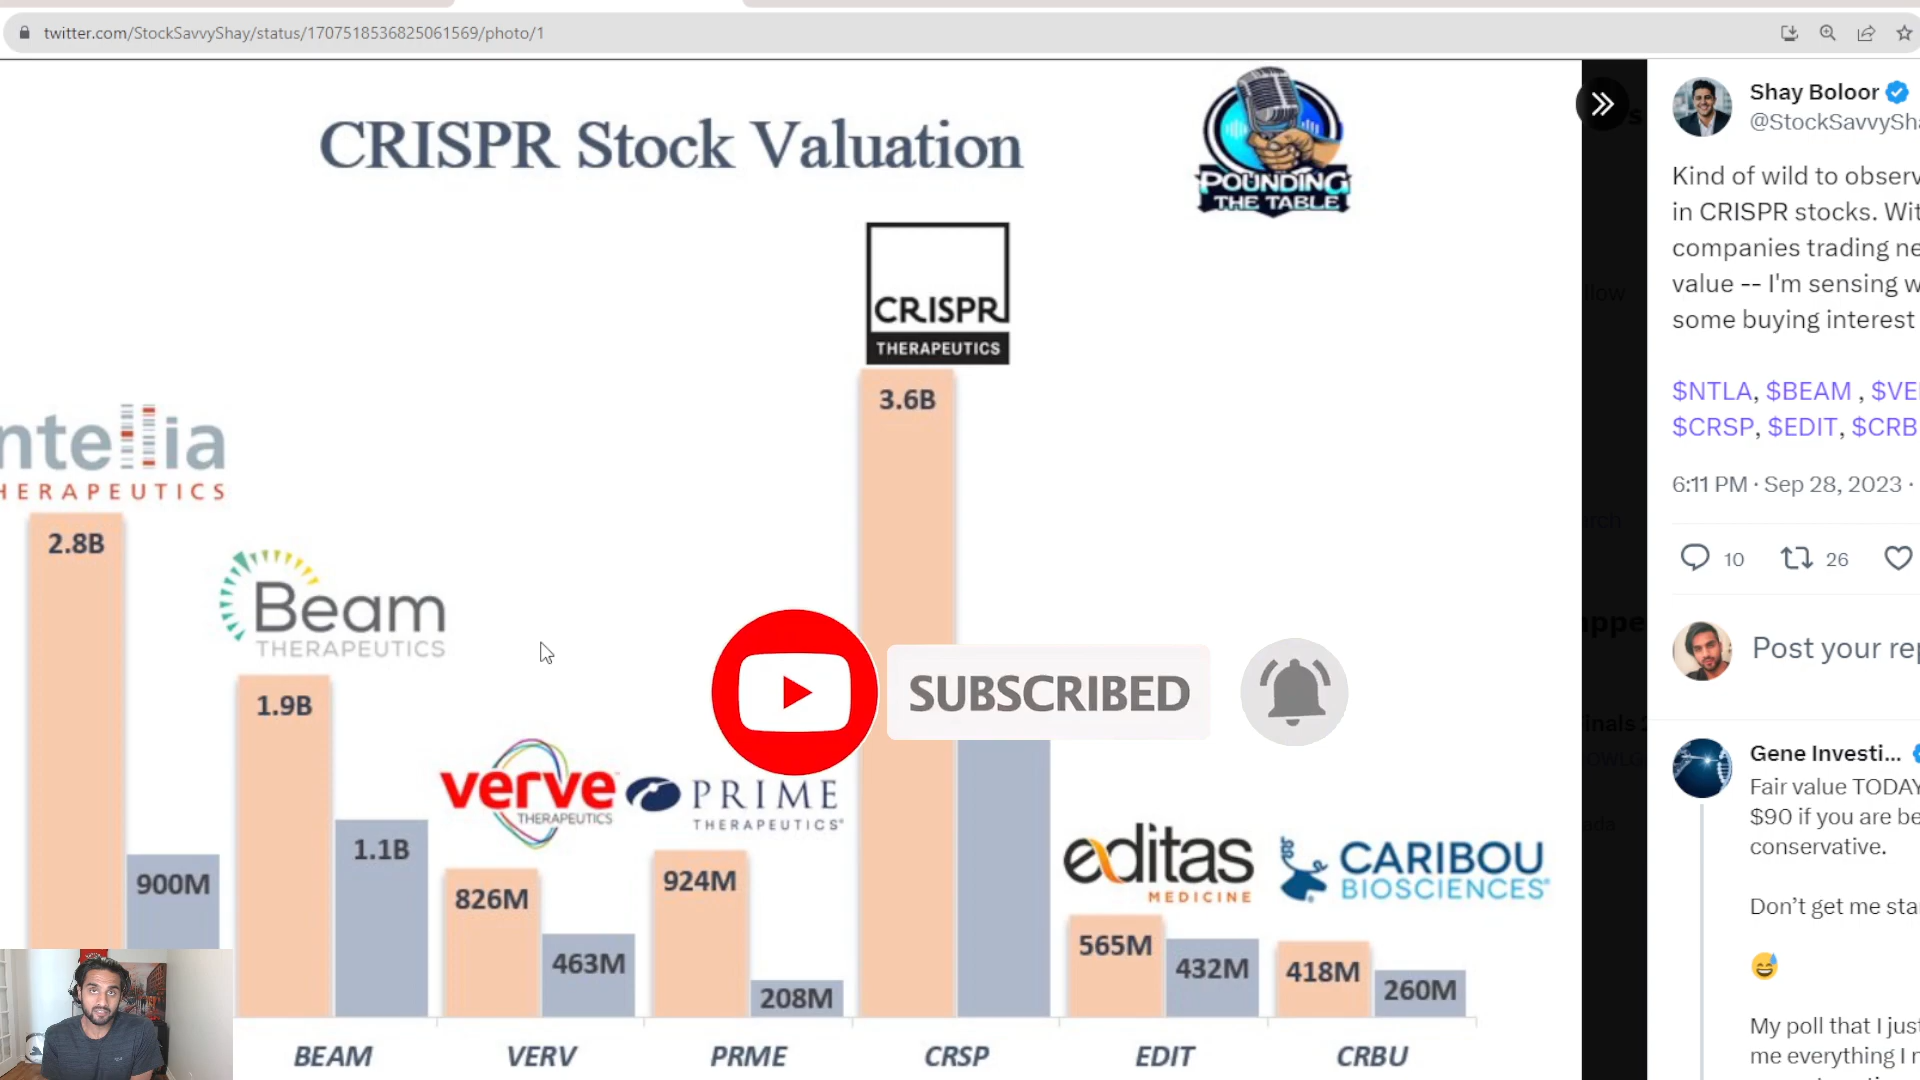 twitter.com/StockSavvyShay/status/1707518536825061569/photo/1
CRISPR Stock Valuation
POUNDING
THE TABLE
CRISPR
THERAPEUTICS
3.6B
ntellia
HERAPEUTICS
2.8B
900M
Beam
THERAPEUTICS
1.9B
1.1B
verve
THERAPEUTICS
826M
463M
PRIME
THERAPEUTICS
924M
208M
SUBSCRIBED
editas
MEDICINE
565M
432M
CARIBOU
BIOSCIENCES
418M
260M
BEAM
VERV
PRME
CRSP
EDIT
CRBU
Shay Boloor
@StockSavvySh
Kind of wild to observ
in CRISPR stocks. Wit
companies trading ne
value -- I'm sensing w
some buying interest
$NTLA, $BEAM , $VE
$CRSP, $EDIT, $CRB
6:11 PM · Sep 28, 2023 ·
10
26
Post your rep
Gene Investi...
Fair value TODAY
$90 if you are be
conservative.
Don’t get me sta
My poll that I jus
me everything I n